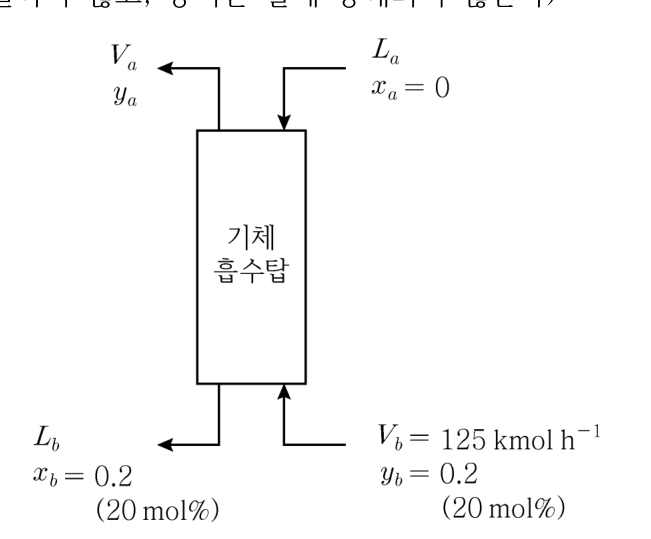 V_a
y_a
L_a
x_a = 0
기체
흡수탑
L_b
x_b = 0.2
(20 mol%)
V_b = 125 kmol h⁻¹
y_b = 0.2
(20 mol%)